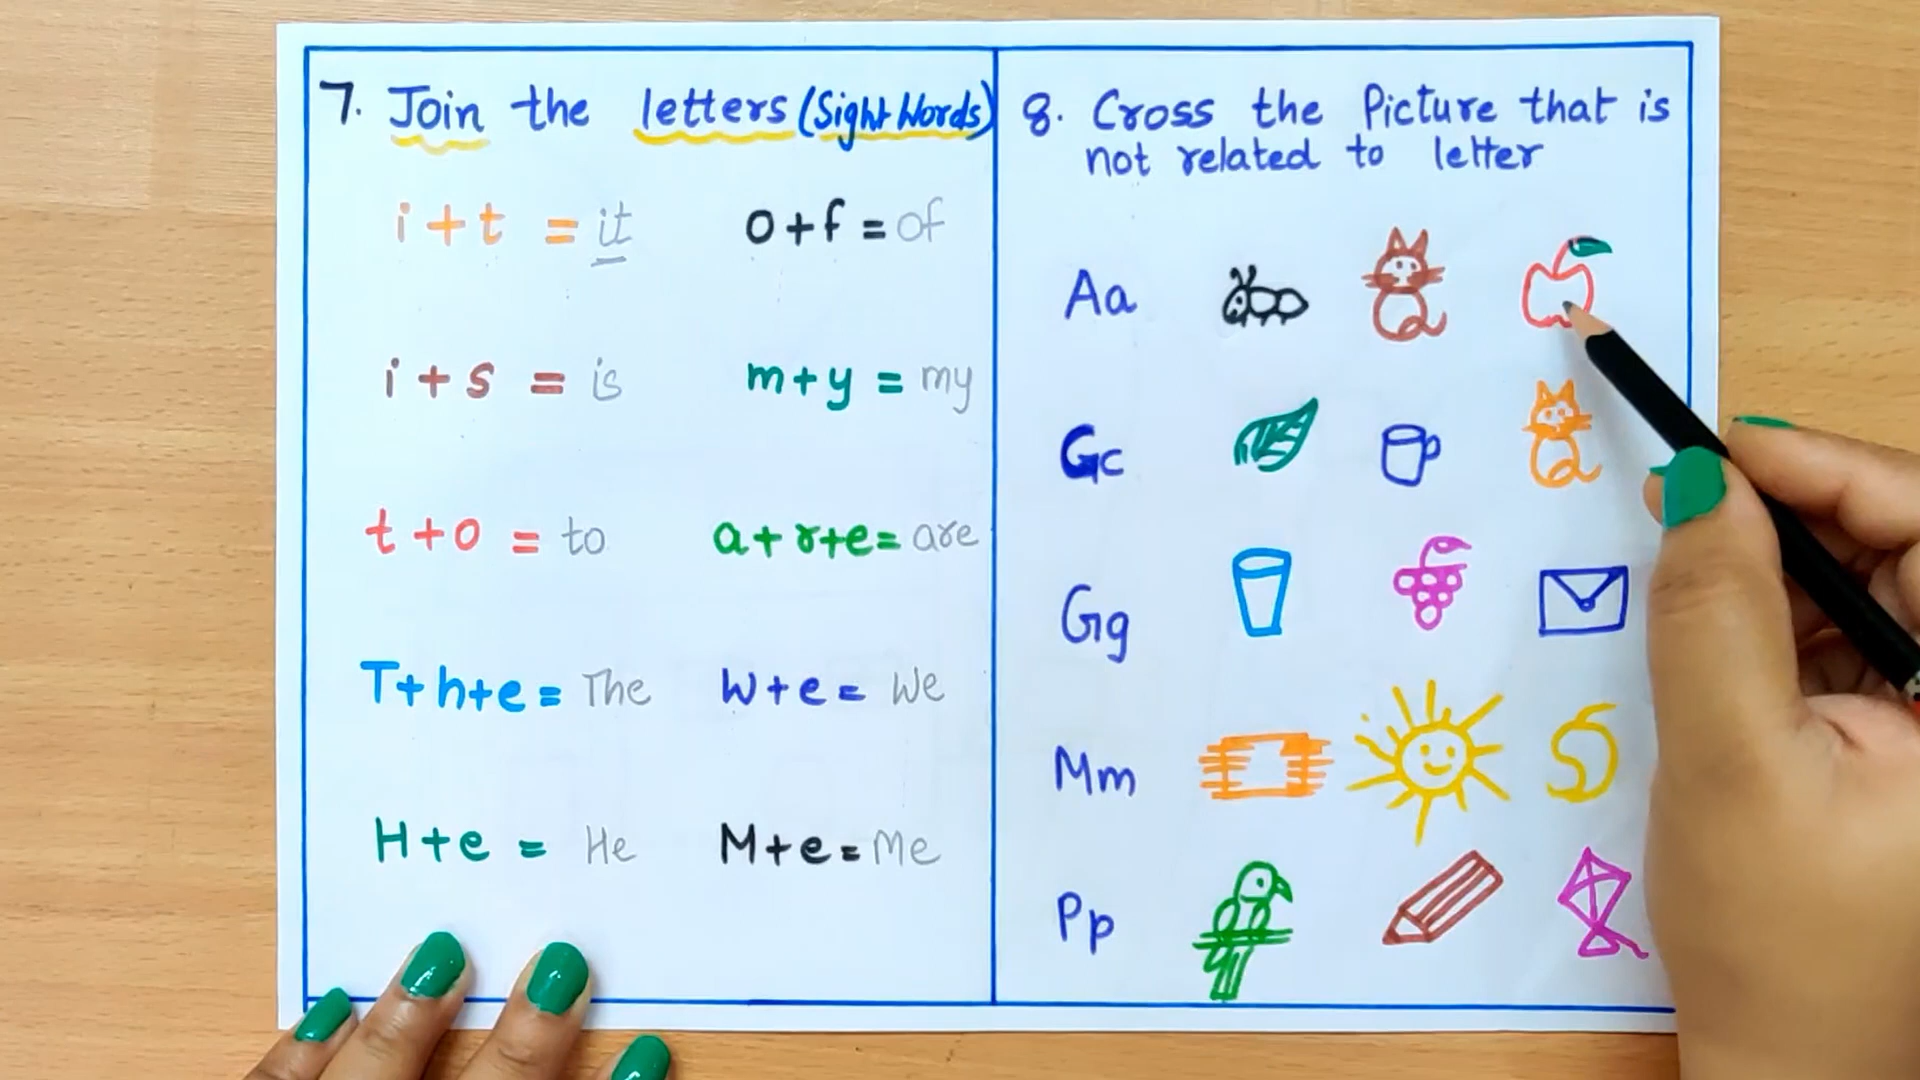 7. Join the letters (Sight Words)
i + t = it
o + f = of
i + s = is
m + y = my
t + o = to
a + r + e = are
T + h + e = The
W + e = We
H + e = He
M + e = Me
8. Cross the Picture that is
not related to letter
Aa
Gc
Gg
Mm
Pp